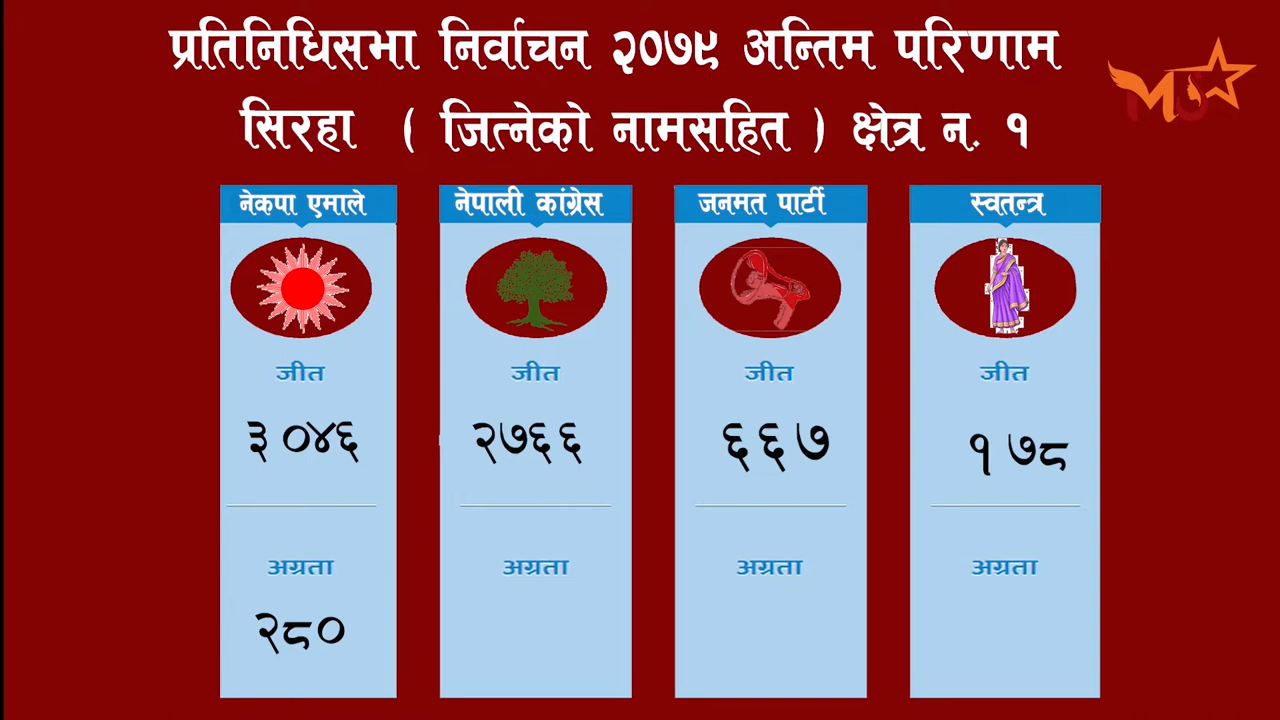 प्रतिनिधिसभा निर्वाचन २०७९ अन्तिम परिणाम
सिरहा ( जित्नेको नामसहित ) क्षेत्र न. १
नेकपा एमाले नेपाली कांग्रेस जनमत पार्टी स्वतन्त्र
जीत जीत जीत जीत
३०४६ २७६६ ६६७ १७८
अग्रता अग्रता अग्रता अग्रता
२८०